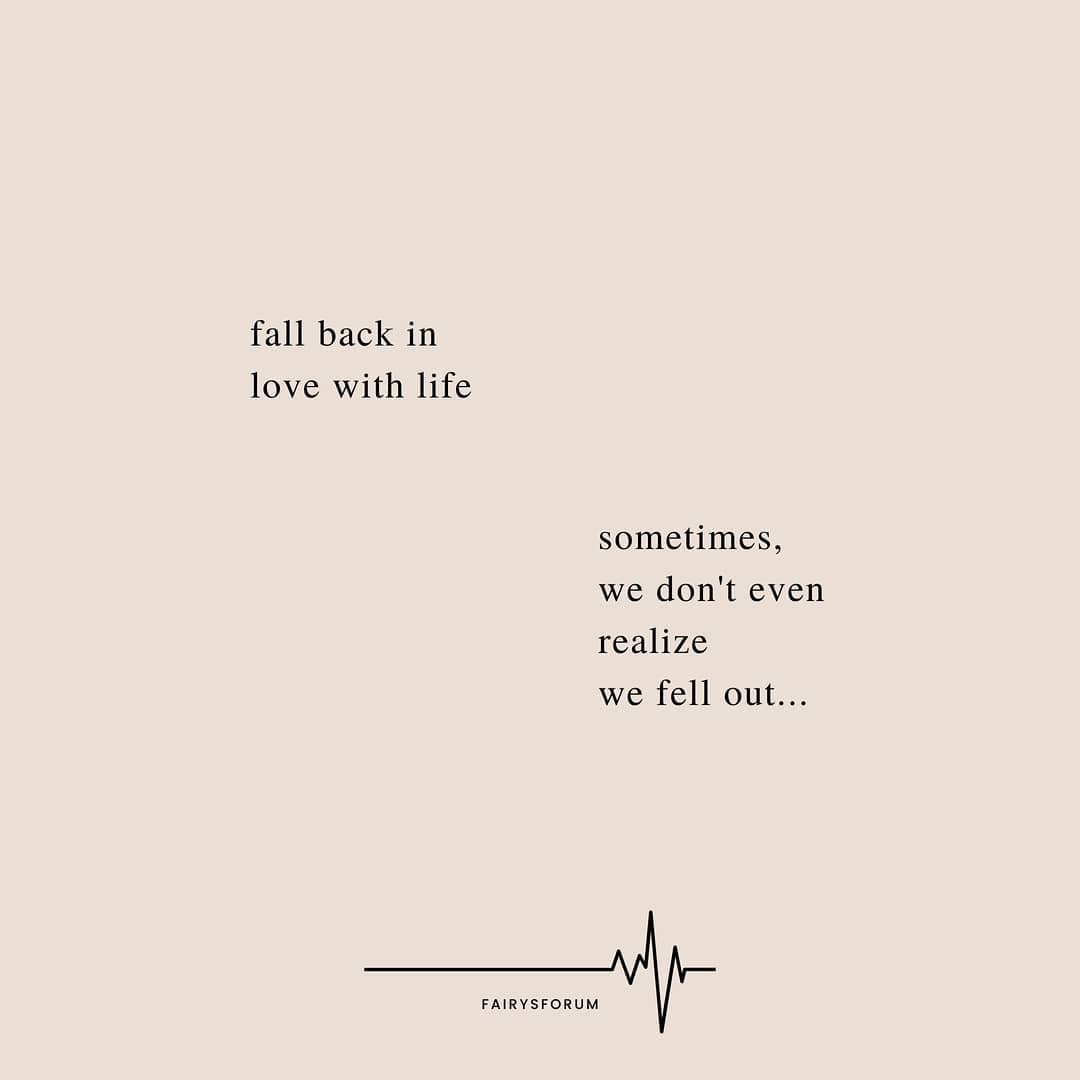 fall back in
love with life
sometimes,
we don't even
realize
we fell out...
FAIRYSFORUM